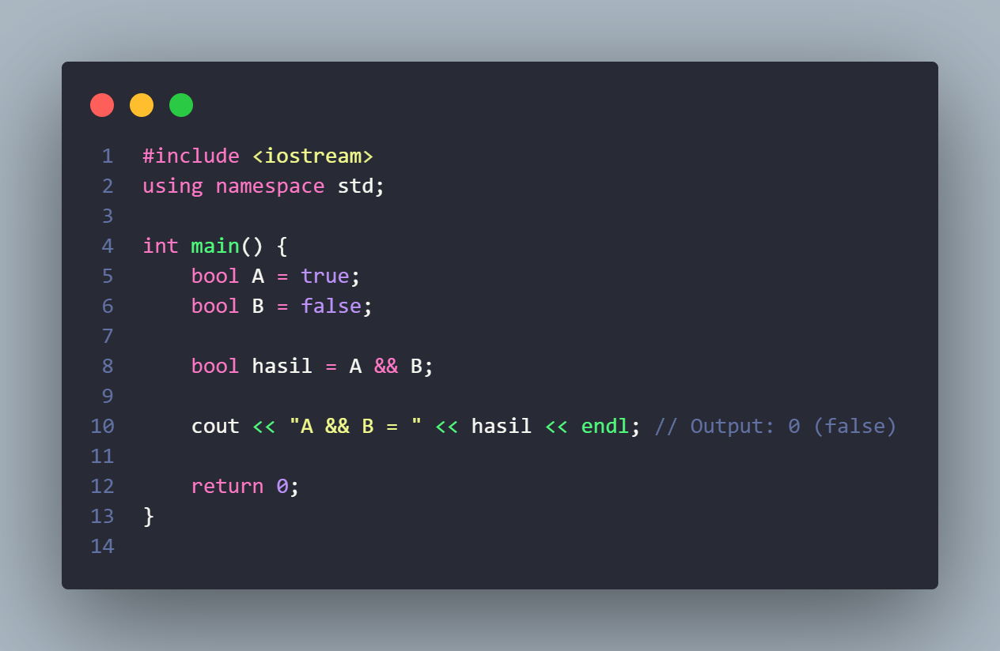 1 #include <iostream>
2 using namespace std;
3
4 int main() {
5     bool A = true;
6     bool B = false;
7
8     bool hasil = A && B;
9
10     cout << "A && B = " << hasil << endl; // Output: 0 (false)
11
12     return 0;
13 }
14